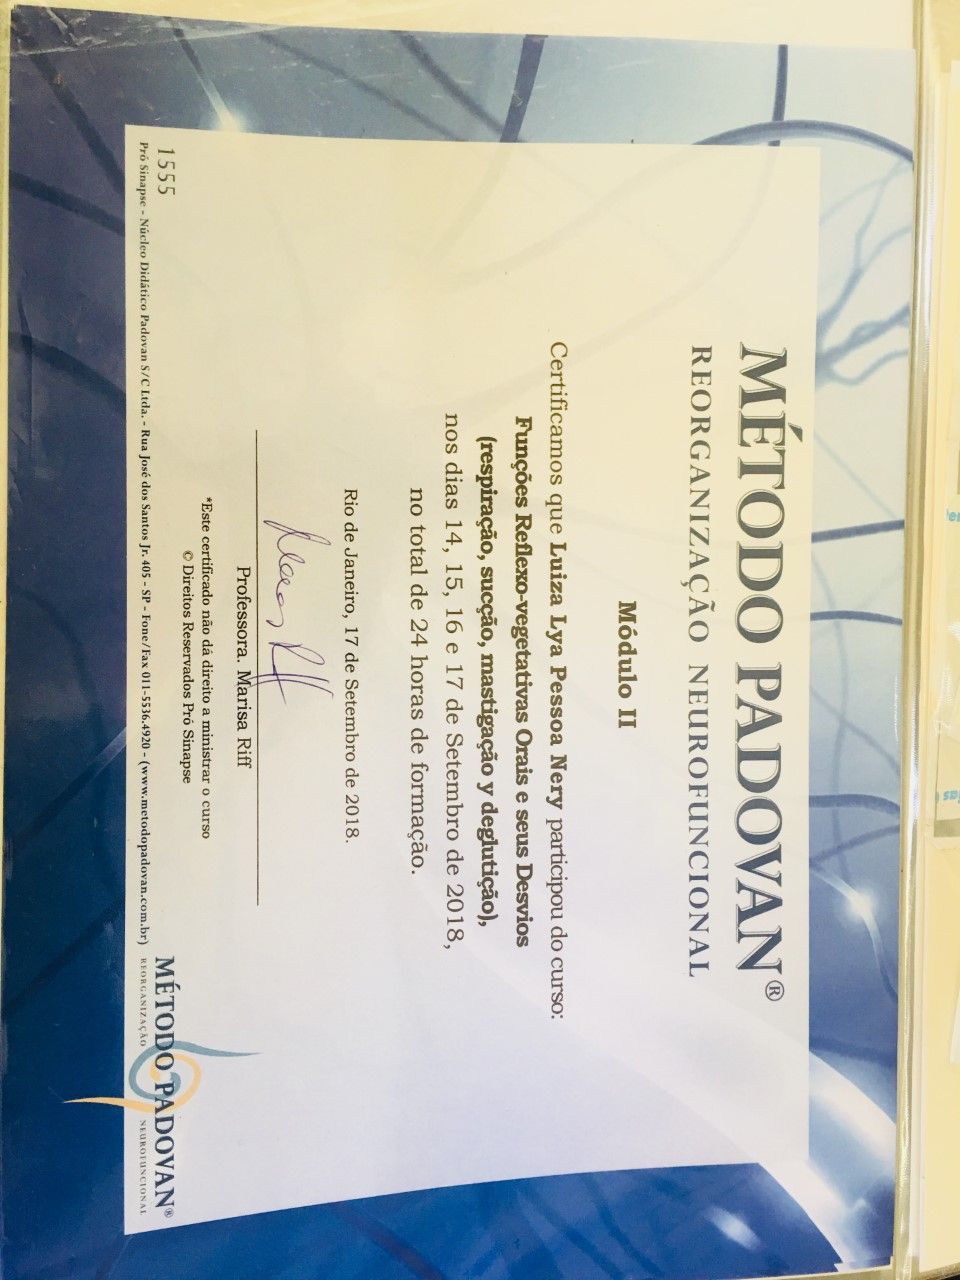 MÉTODO PADOVAN®
REORGANIZAÇÃO NEUROFUNCIONAL
Módulo II
Certificamos que Luiza Lya Pessoa Nery participou do curso:
Funções Reflexo-vegetativas Orais e seus Desvios
(respiração, sucção, mastigação y deglutição),
nos dias 14, 15, 16 e 17 de Setembro de 2018,
no total de 24 horas de formação.
Rio de Janeiro, 17 de Setembro de 2018.
Professora. Marisa Riff
*Este certificado não dá direito a ministrar o curso
© Direitos Reservados Pró Sinapse
1555
Pró Sinapse - Núcleo Didático Padovan S/C Ltda. - Rua José dos Santos Jr. 405 - SP - Fone/Fax 011-5536.4920 - (www.metodopadovan.com.br)
MÉTODO PADOVAN®
REORGANIZAÇÃO NEUROFUNCIONAL